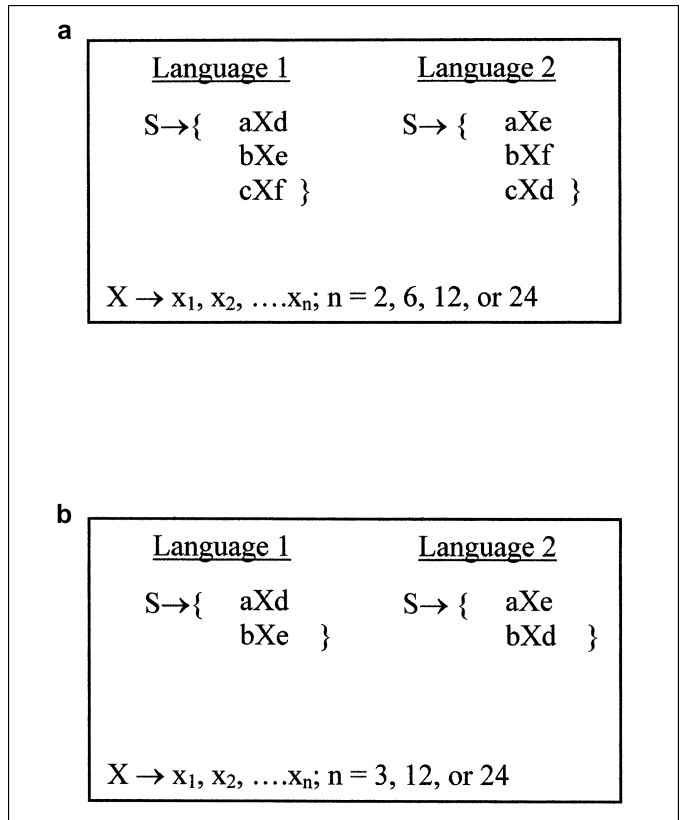 a
Language 1 Language 2
S→{ aXd S→ { aXe
bXe bXf
cXf } cXd }
X → x₁, x₂, ….xₙ; n = 2, 6, 12, or 24
b
Language 1 Language 2
S→{ aXd S→ { aXe
bXe } bXd }
X → x₁, x₂, ….xₙ; n = 3, 12, or 24